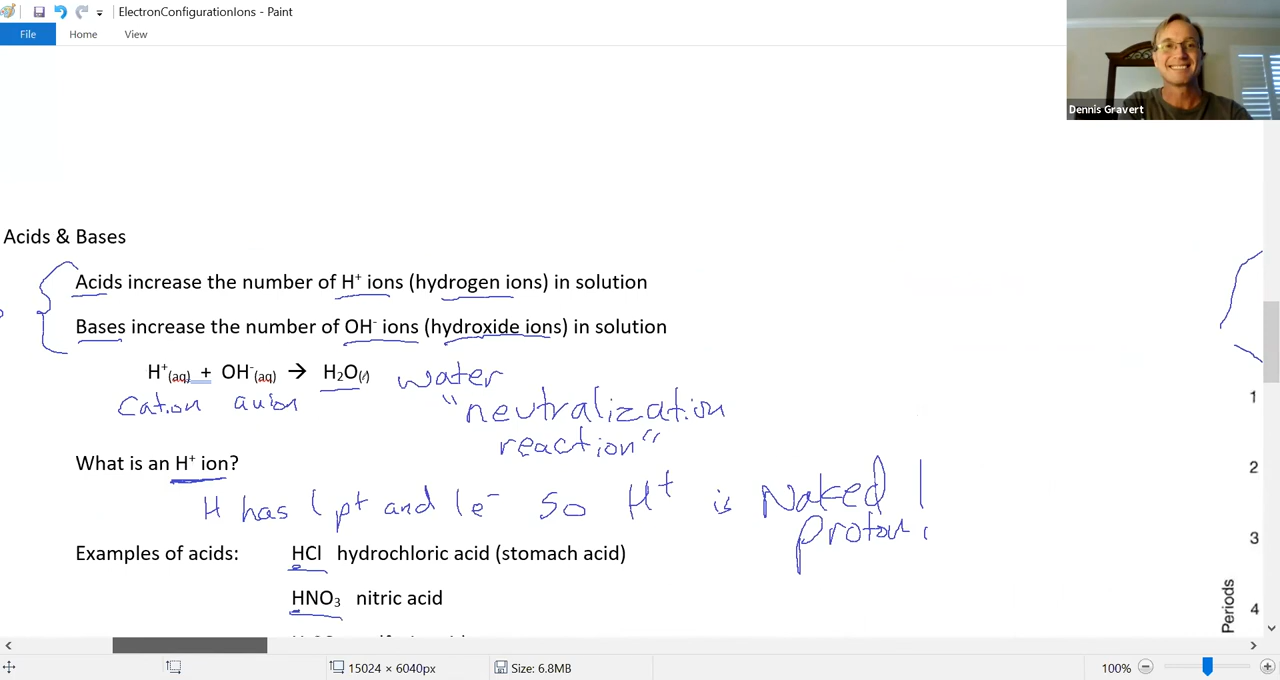 ElectronConfigurationIons - Paint
File Home View
Dennis Gravert
Acids & Bases
Acids increase the number of H⁺ ions (hydrogen ions) in solution
Bases increase the number of OH⁻ ions (hydroxide ions) in solution
H⁺(aq) + OH⁻(aq) → H₂O(l) water
cation anion "neutralization
reaction"
What is an H⁺ ion?
H has 1 p⁺ and 1e⁻ so H⁺ is Naked
proton!
Examples of acids: HCl hydrochloric acid (stomach acid)
HNO₃ nitric acid
1
2
3
4
Periods
15024 × 6040px Size: 6.8MB 100%